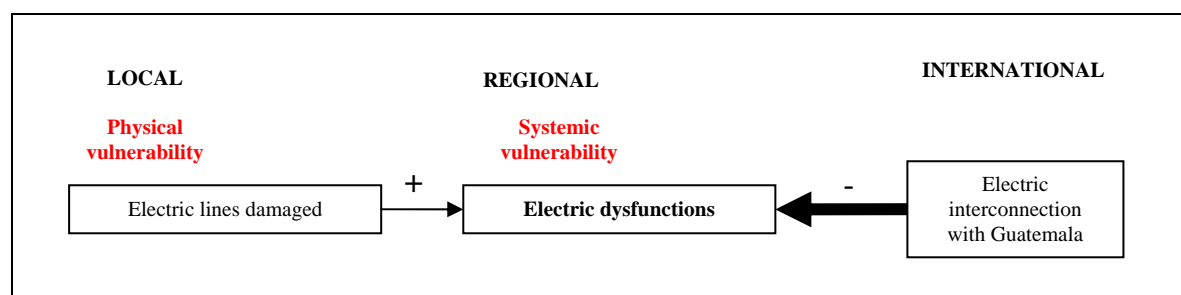 LOCAL
REGIONAL
INTERNATIONAL
Physical
vulnerability
Systemic
vulnerability
Electric lines damaged
+
Electric dysfunctions
-
Electric
interconnection
with Guatemala